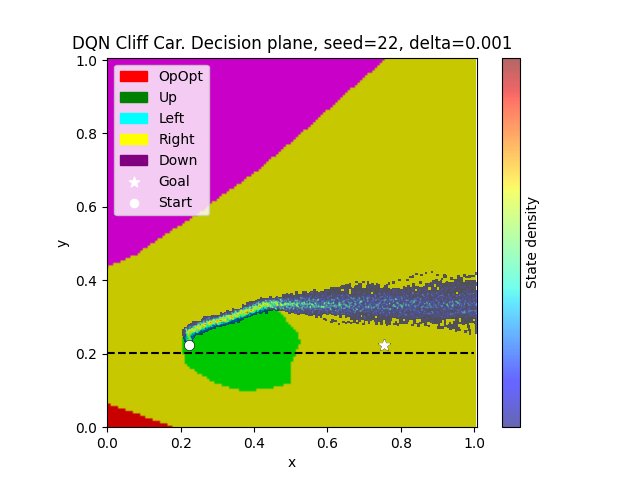 DQN Cliff Car. Decision plane, seed=22, delta=0.001
1.0
0.8
0.6
0.4
0.2
0.0
y
OpOpt
Up
Left
Right
Down
Goal
Start
0.0 0.2 0.4 0.6 0.8 1.0
x
State density